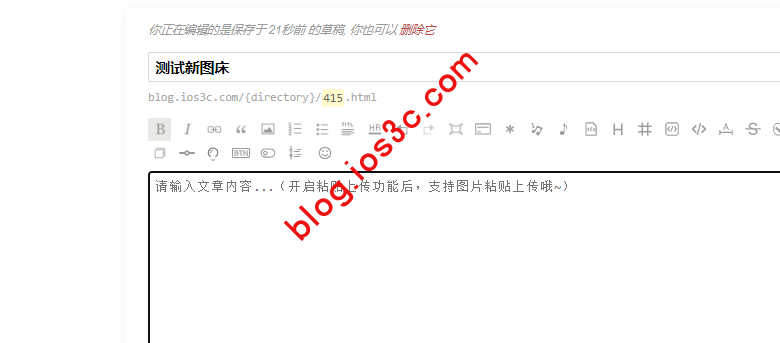 你正在编辑的是保存于 21秒前 的草稿, 你也可以 删除它
测试新图床
blog.ios3c.com/{directory}/415.html
B I TITLE HR H S
BTN
请输入文章内容...（开启粘贴上传功能后，支持图片粘贴上传哦~）
blog.ios3c.com